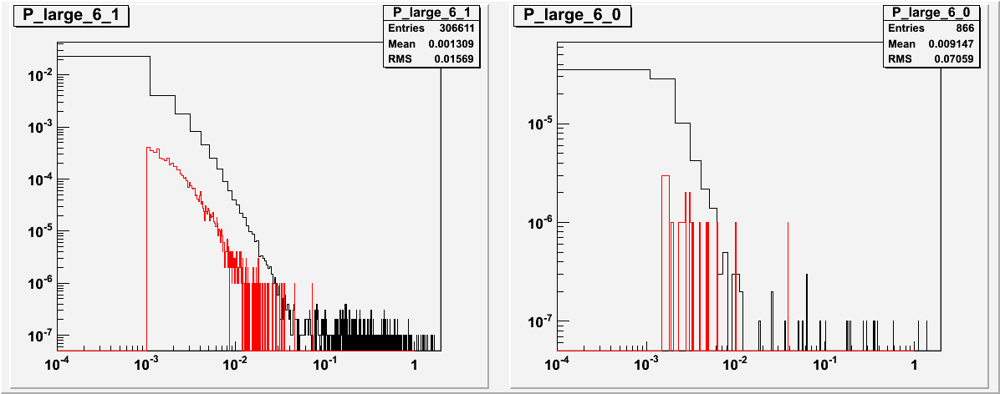 P_large_6_1
P_large_6_1
Entries 306611
Mean 0.001309
RMS 0.01569
10^-2
10^-3
10^-4
10^-5
10^-6
10^-7
10^-4 10^-3 10^-2 10^-1 1
P_large_6_0
P_large_6_0
Entries 866
Mean 0.009147
RMS 0.07059
10^-5
10^-6
10^-7
10^-4 10^-3 10^-2 10^-1 1